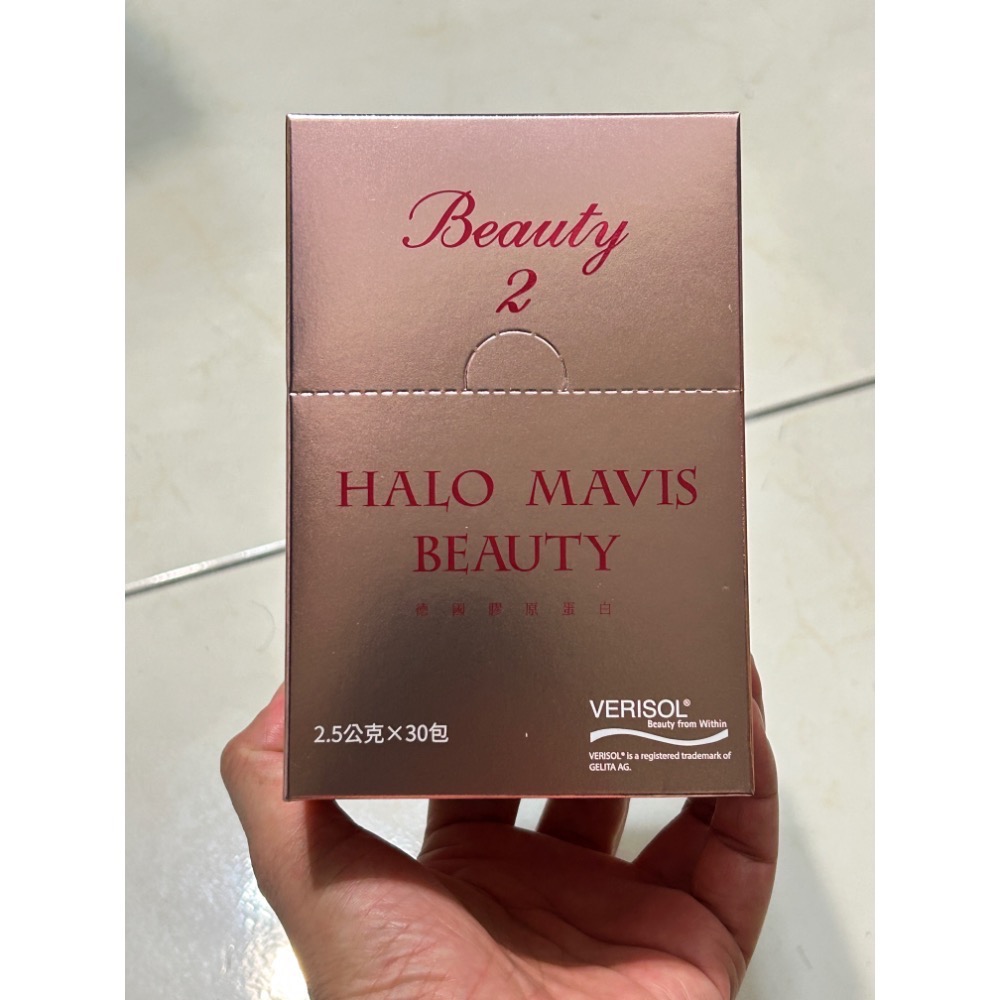 Beauty
2
HALO MAVIS
BEAUTY
德國膠原蛋白
2.5公克×30包
VERISOL®
Beauty from Within
VERISOL® is a registered trademark of
GELITA AG.